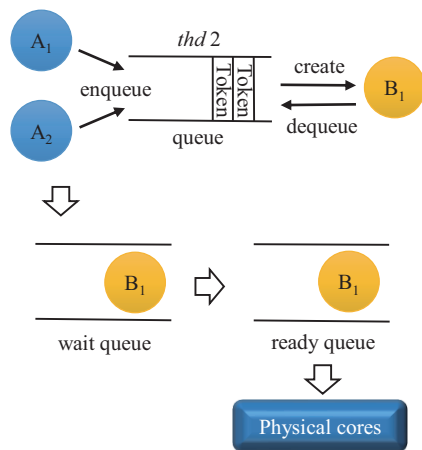 A1
thd 2
enqueue
Token
Token
create
B1
A2
queue
dequeue
B1
B1
wait queue
ready queue
Physical cores